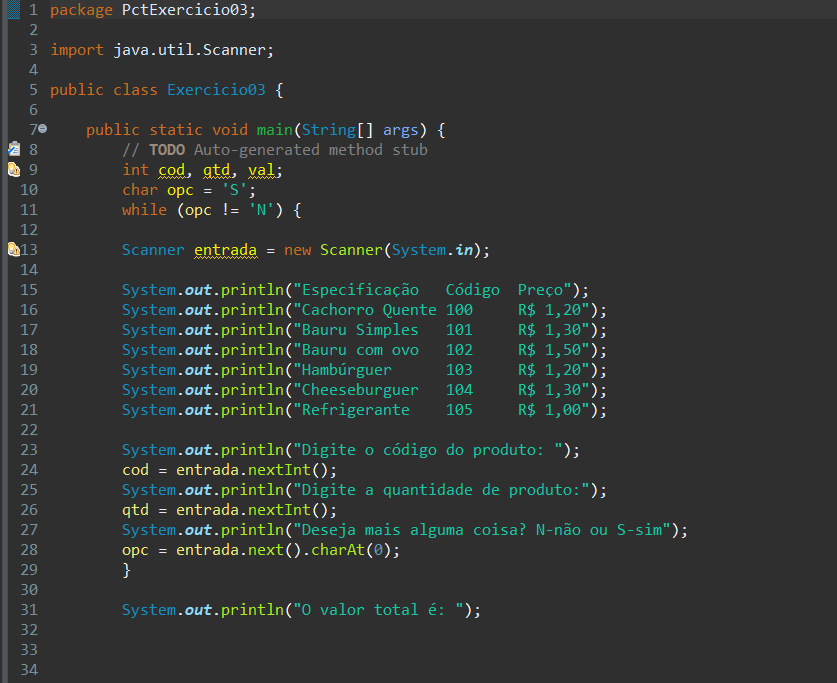 1 package PctExercicio03;
2
3 import java.util.Scanner;
4
5 public class Exercicio03 {
6
7 public static void main(String[] args) {
8 // TODO Auto-generated method stub
9 int cod, qtd, val;
10 char opc = 'S';
11 while (opc != 'N') {
12
13 Scanner entrada = new Scanner(System.in);
14
15 System.out.println("Especificação   Código  Preço");
16 System.out.println("Cachorro Quente 100     R$ 1,20");
17 System.out.println("Bauru Simples   101     R$ 1,30");
18 System.out.println("Bauru com ovo   102     R$ 1,50");
19 System.out.println("Hambúrguer      103     R$ 1,20");
20 System.out.println("Cheeseburguer   104     R$ 1,30");
21 System.out.println("Refrigerante    105     R$ 1,00");
22
23 System.out.println("Digite o código do produto: ");
24 cod = entrada.nextInt();
25 System.out.println("Digite a quantidade de produto:");
26 qtd = entrada.nextInt();
27 System.out.println("Deseja mais alguma coisa? N-não ou S-sim");
28 opc = entrada.next().charAt(0);
29 }
30
31 System.out.println("O valor total é: ");
32
33
34